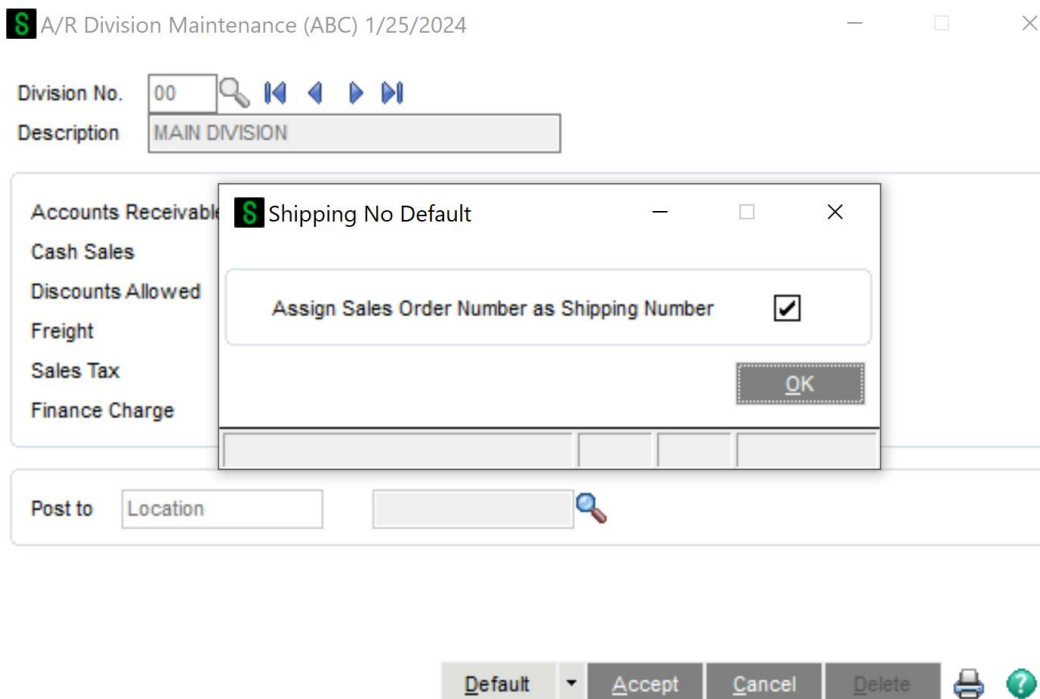 A/R Division Maintenance (ABC) 1/25/2024
Division No. 00
Description MAIN DIVISION
Accounts Receivable
Cash Sales
Discounts Allowed
Freight
Sales Tax
Finance Charge
S Shipping No Default
Assign Sales Order Number as Shipping Number
OK
Post to Location
Default Accept Cancel Delete ?